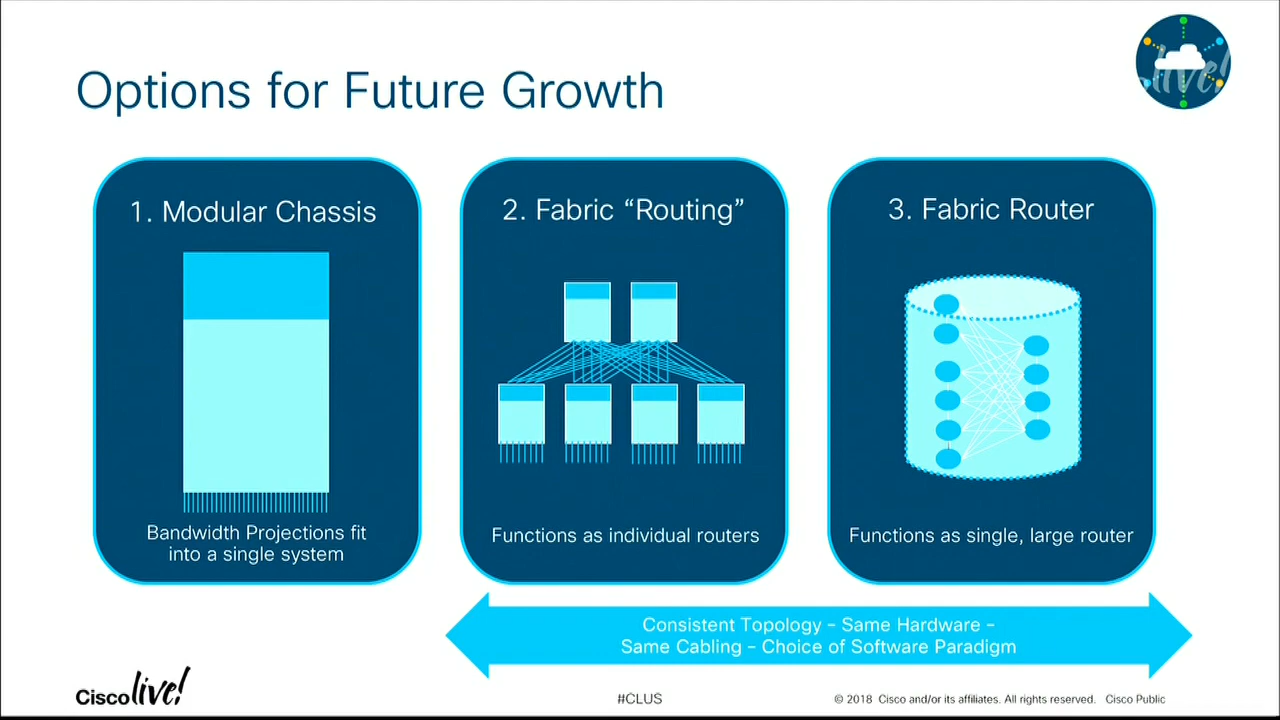 live!
Options for Future Growth
1. Modular Chassis
Bandwidth Projections fit
into a single system
2. Fabric “Routing”
Functions as individual routers
3. Fabric Router
Functions as single, large router
Consistent Topology – Same Hardware –
Same Cabling – Choice of Software Paradigm
Cisco live!
#CLUS
© 2018 Cisco and/or its affiliates. All rights reserved. Cisco Public